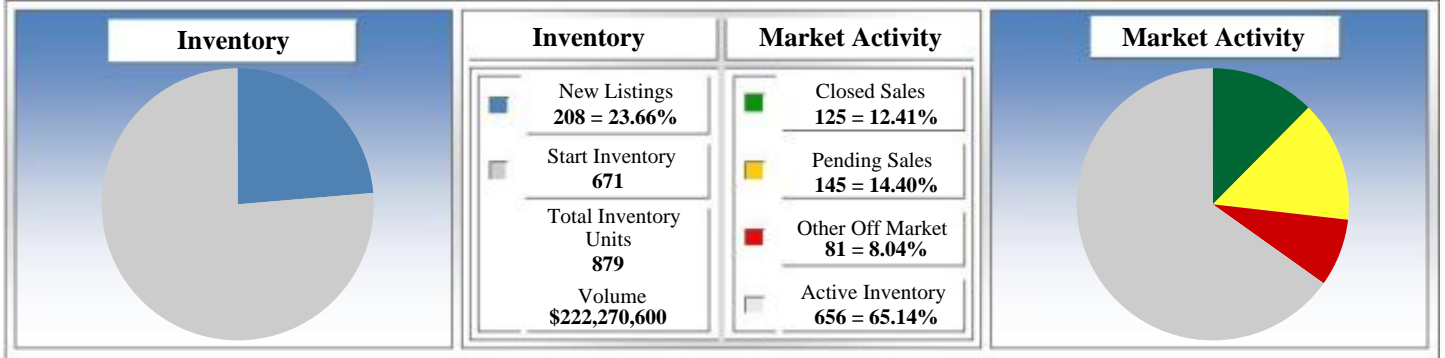 Inventory
Inventory
Market Activity
New Listings
208 = 23.66%
Start Inventory
671
Total Inventory
Units
879
Volume
$222,270,600
Closed Sales
125 = 12.41%
Pending Sales
145 = 14.40%
Other Off Market
81 = 8.04%
Active Inventory
656 = 65.14%
Market Activity